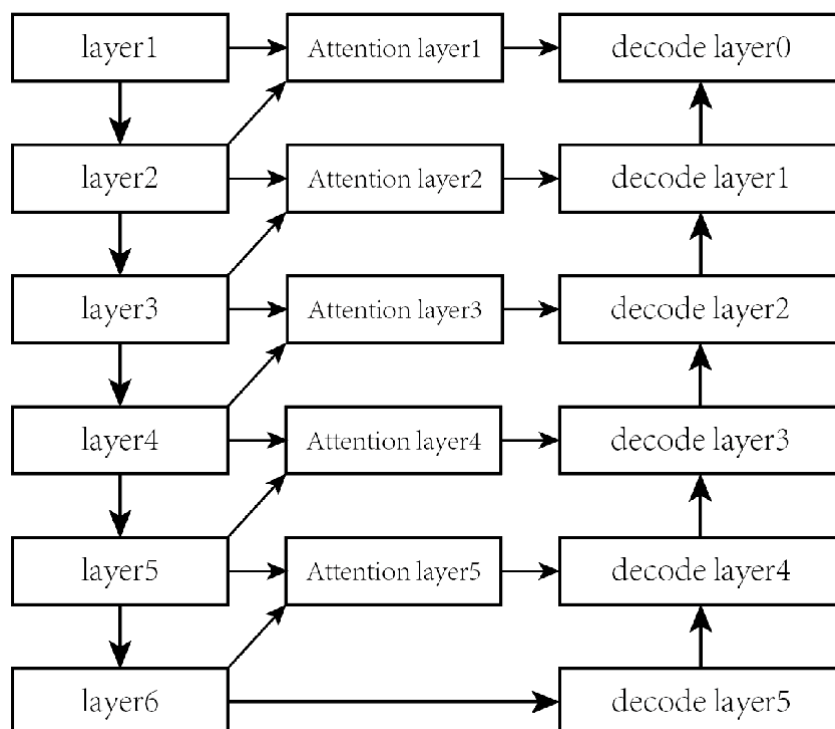 layer1
Attention layer1
decode layer0
layer2
Attention layer2
decode layer1
layer3
Attention layer3
decode layer2
layer4
Attention layer4
decode layer3
layer5
Attention layer5
decode layer4
layer6
decode layer5